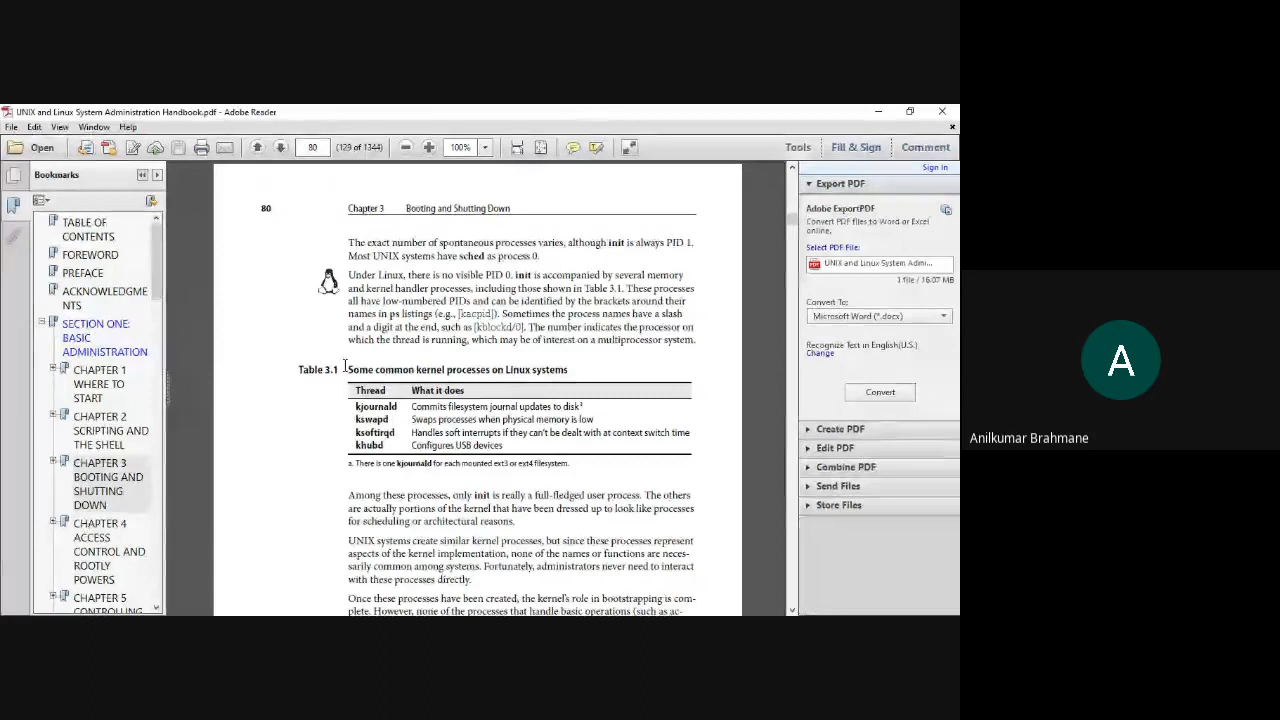 UNIX and Linux System Administration Handbook.pdf - Adobe Reader
File Edit View Window Help
Open 80 (129 of 1344) 100% Tools Fill & Sign Comment
Bookmarks
TABLE OF
CONTENTS
FOREWORD
PREFACE
ACKNOWLEDGME
NTS
SECTION ONE:
BASIC
ADMINISTRATION
CHAPTER 1
WHERE TO
START
CHAPTER 2
SCRIPTING AND
THE SHELL
CHAPTER 3
BOOTING AND
SHUTTING
DOWN
CHAPTER 4
ACCESS
CONTROL AND
ROOTLY
POWERS
CHAPTER 5
CONTROLLING
80 Chapter 3 Booting and Shutting Down
The exact number of spontaneous processes varies, although init is always PID 1.
Most UNIX systems have sched as process 0.
Under Linux, there is no visible PID 0. init is accompanied by several memory
and kernel handler processes, including those shown in Table 3.1. These processes
all have low-numbered PIDs and can be identified by the brackets around their
names in ps listings (e.g., [kacpid]). Sometimes the process names have a slash
and a digit at the end, such as [kblockd/0]. The number indicates the processor on
which the thread is running, which may be of interest on a multiprocessor system.
Table 3.1 Some common kernel processes on Linux systems
Thread What it does
kjournald Commits filesystem journal updates to disk a
kswapd Swaps processes when physical memory is low
ksoftirqd Handles soft interrupts if they can't be dealt with at context switch time
khubd Configures USB devices
a. There is one kjournald for each mounted ext3 or ext4 filesystem.
Among these processes, only init is really a full-fledged user process. The others
are actually portions of the kernel that have been dressed up to look like processes
for scheduling or architectural reasons.
UNIX systems create similar kernel processes, but since these processes represent
aspects of the kernel implementation, none of the names or functions are neces-
sarily common among systems. Fortunately, administrators never need to interact
with these processes directly.
Once these processes have been created, the kernel's role in bootstrapping is com-
plete. However, none of the processes that handle basic operations (such as ac-
Sign In
Export PDF
Adobe ExportPDF
Convert PDF files to Word or Excel
online.
Select PDF File:
UNIX and Linux System Admi...
1 file / 16.07 MB
Convert To:
Microsoft Word (*.docx)
Recognize Text in English(U.S.)
Change
Convert
Create PDF
Edit PDF
Combine PDF
Send Files
Store Files
A
Anilkumar Brahmane